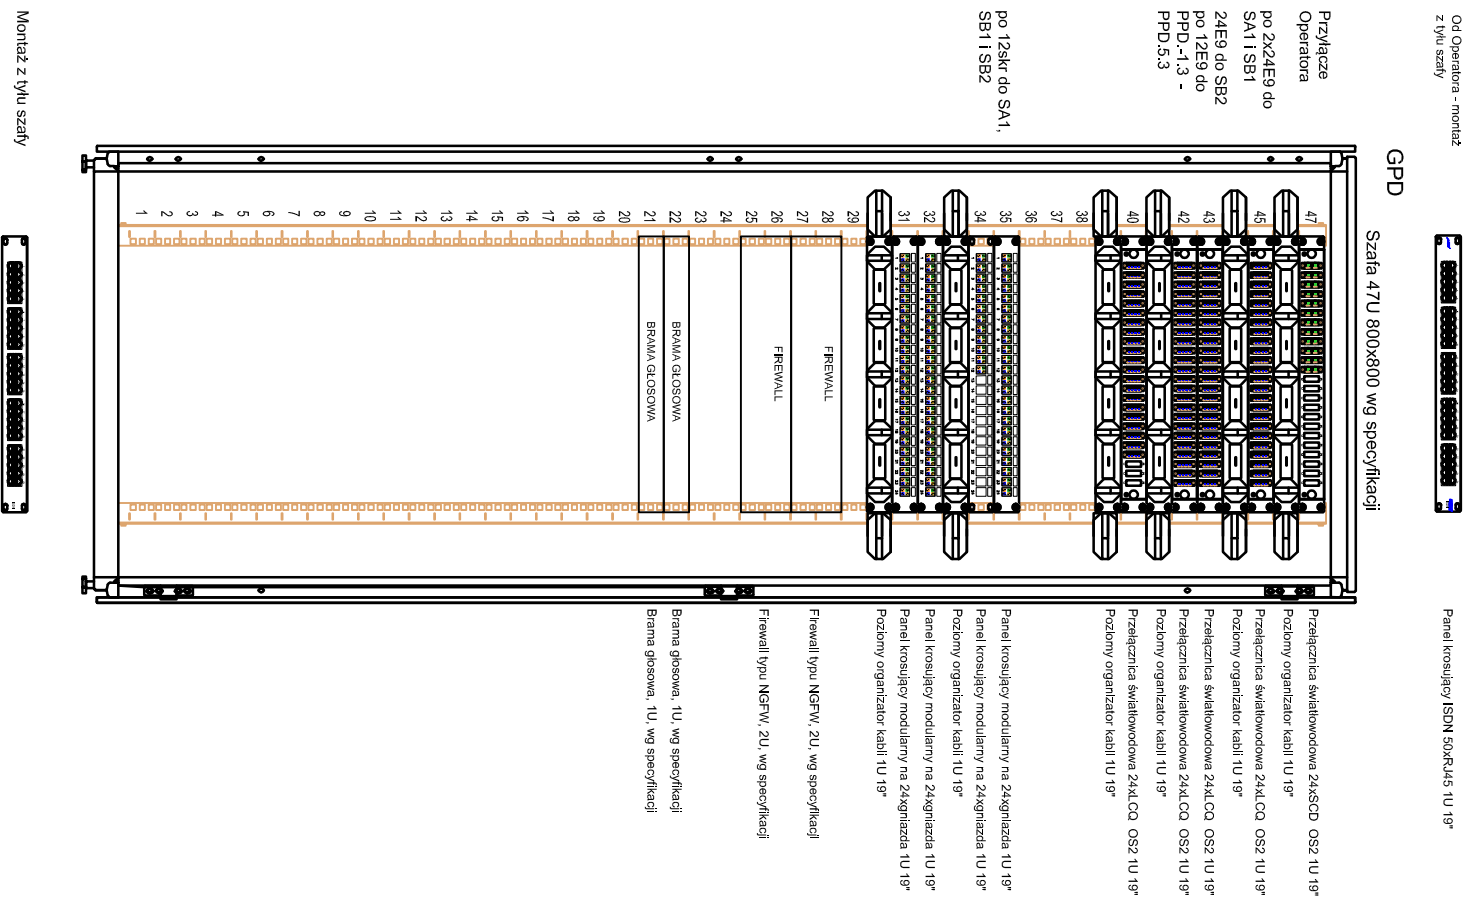 Od Operatora - montaż
z tyłu szafy
Panel krosujący ISDN 50xRJ45 1U 19"
GPD
Szafa 47U 800x800 wg specyfikacji
Przyłącze
Operatora
po 2x24E9 do
SA1 i SB1
24E9 do SB2
po 12E9 do
PPD.-1.3 -
PPD.5.3
po 12skr do SA1,
SB1 i SB2
47
45
43
42
40
38
37
36
35
34
32
31
29
28
27
26
25
24
23
22
21
20
19
18
17
16
15
14
13
12
11
10
9
8
7
6
5
4
3
2
1
FIREWALL
FIREWALL
BRAMA GŁOSOWA
BRAMA GŁOSOWA
Przełącznica światłowodowa 24xSCD OS2 1U 19"
Poziomy organizator kabli 1U 19"
Przełącznica światłowodowa 24xLCQ OS2 1U 19"
Poziomy organizator kabli 1U 19"
Przełącznica światłowodowa 24xLCQ OS2 1U 19"
Przełącznica światłowodowa 24xLCQ OS2 1U 19"
Poziomy organizator kabli 1U 19"
Przełącznica światłowodowa 24xLCQ OS2 1U 19"
Poziomy organizator kabli 1U 19"
Panel krosujący modularny na 24xgniazda 1U 19"
Panel krosujący modularny na 24xgniazda 1U 19"
Poziomy organizator kabli 1U 19"
Panel krosujący modularny na 24xgniazda 1U 19"
Panel krosujący modularny na 24xgniazda 1U 19"
Poziomy organizator kabli 1U 19"
Firewall typu NGFW, 2U, wg specyfikacji
Firewall typu NGFW, 2U, wg specyfikacji
Brama głosowa, 1U, wg specyfikacji
Brama głosowa, 1U, wg specyfikacji
Montaż z tyłu szafy